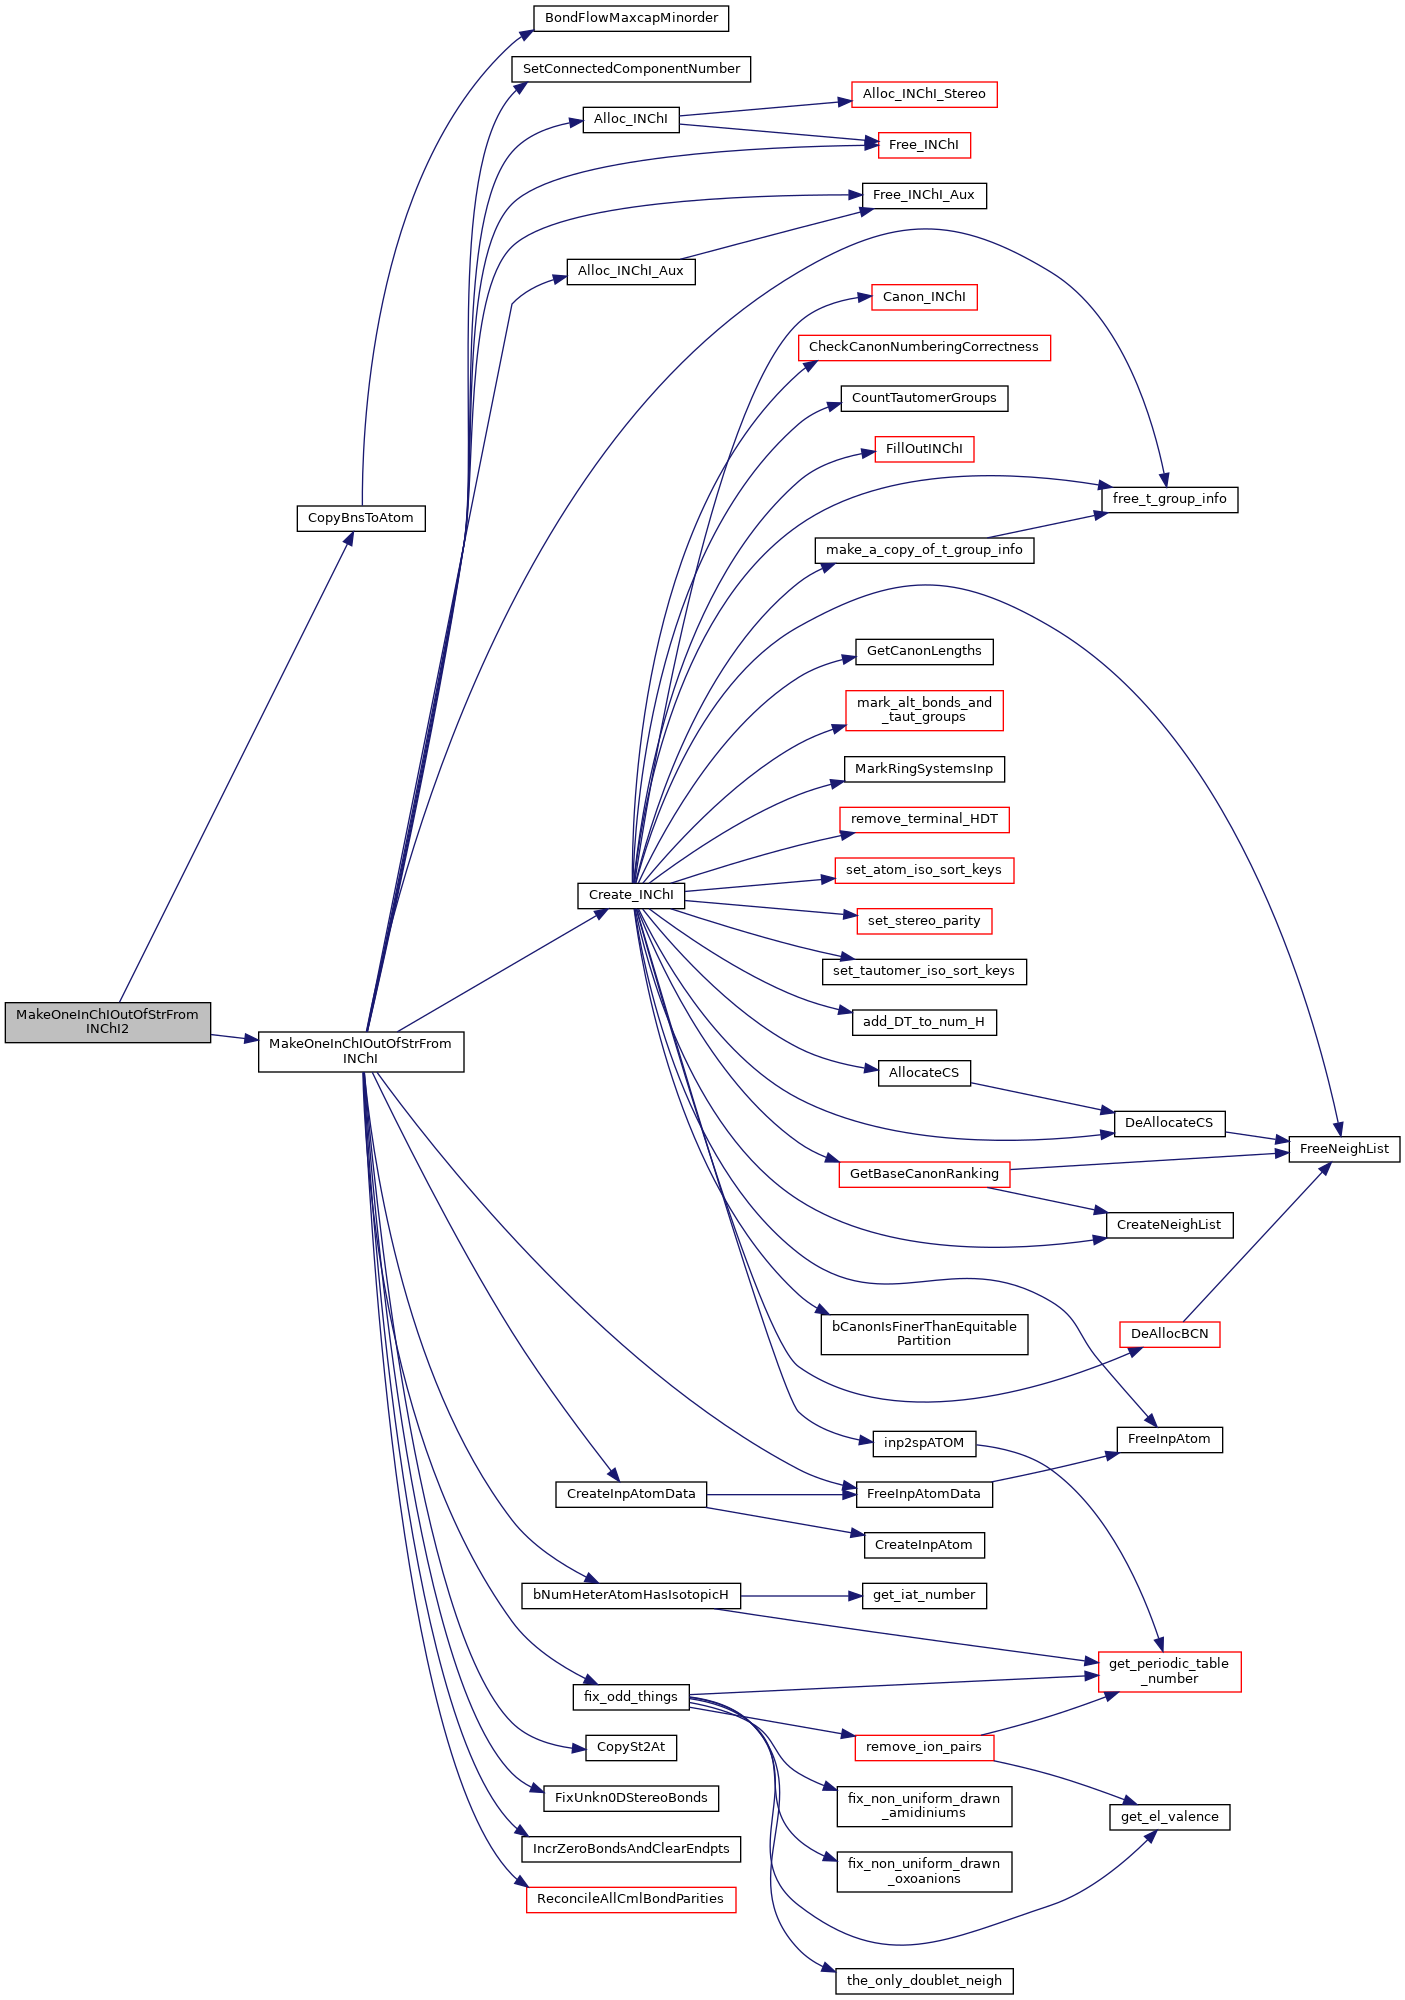 BondFlowMaxcapMinorder
SetConnectedComponentNumber
Alloc_INChI_Stereo
Alloc_INChI
Free_INChI
Free_INChI_Aux
Alloc_INChI_Aux
Canon_INChI
CheckCanonNumberingCorrectness
CountTautomerGroups
FillOutINChI
free_t_group_info
CopyBnsToAtom
make_a_copy_of_t_group_info
GetCanonLengths
mark_alt_bonds_and
_taut_groups
MarkRingSystemsInp
remove_terminal_HDT
set_atom_iso_sort_keys
Create_INChI
set_stereo_parity
set_tautomer_iso_sort_keys
MakeOneInChIOutOfStrFrom
INChI2
add_DT_to_num_H
MakeOneInChIOutOfStrFrom
INChI
AllocateCS
DeAllocateCS
FreeNeighList
GetBaseCanonRanking
CreateNeighList
bCanonIsFinerThanEquitable
Partition
DeAllocBCN
inp2spATOM
FreeInpAtom
CreateInpAtomData
FreeInpAtomData
CreateInpAtom
bNumHeterAtomHasIsotopicH
get_iat_number
get_periodic_table
_number
fix_odd_things
CopySt2At
remove_ion_pairs
FixUnkn0DStereoBonds
fix_non_uniform_drawn
_amidiniums
get_el_valence
IncrZeroBondsAndClearEndpts
fix_non_uniform_drawn
_oxoanions
ReconcileAllCmlBondParities
the_only_doublet_neigh